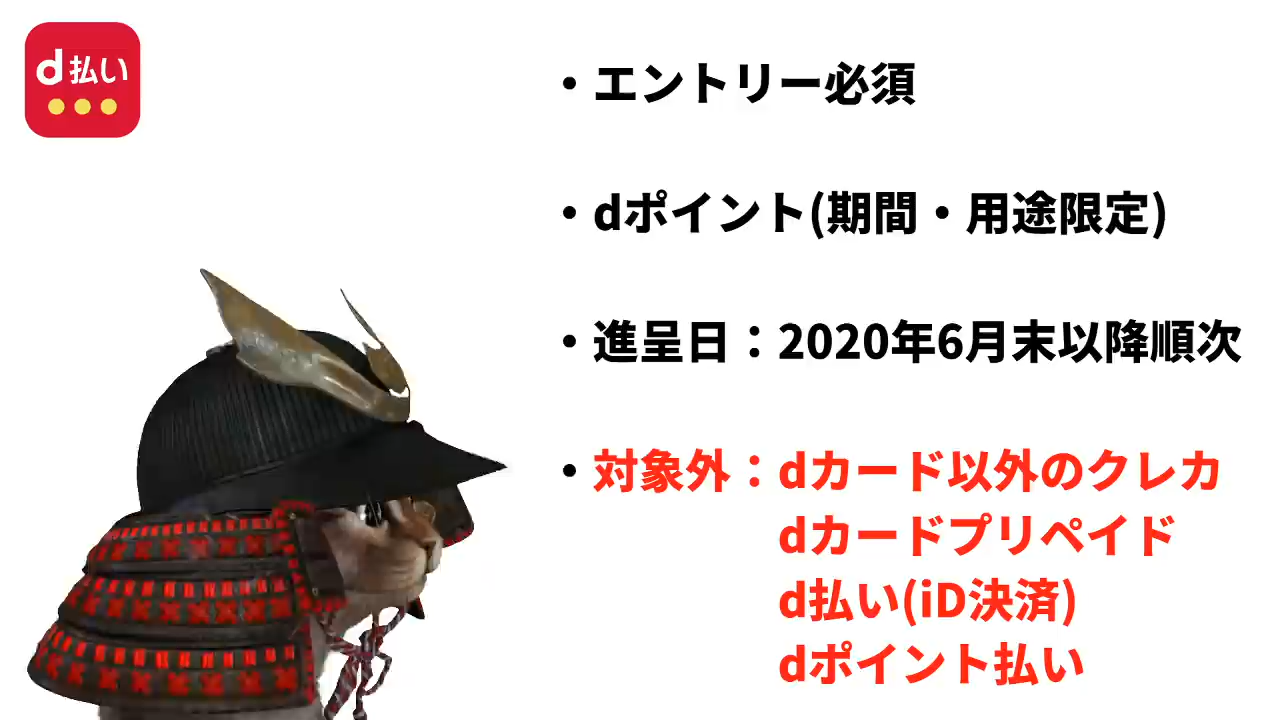 d払い
・エントリー必須
・dポイント(期間・用途限定)
・進呈日：2020年6月末以降順次
・対象外：dカード以外のクレカ
dカードプリペイド
d払い(iD決済)
dポイント払い